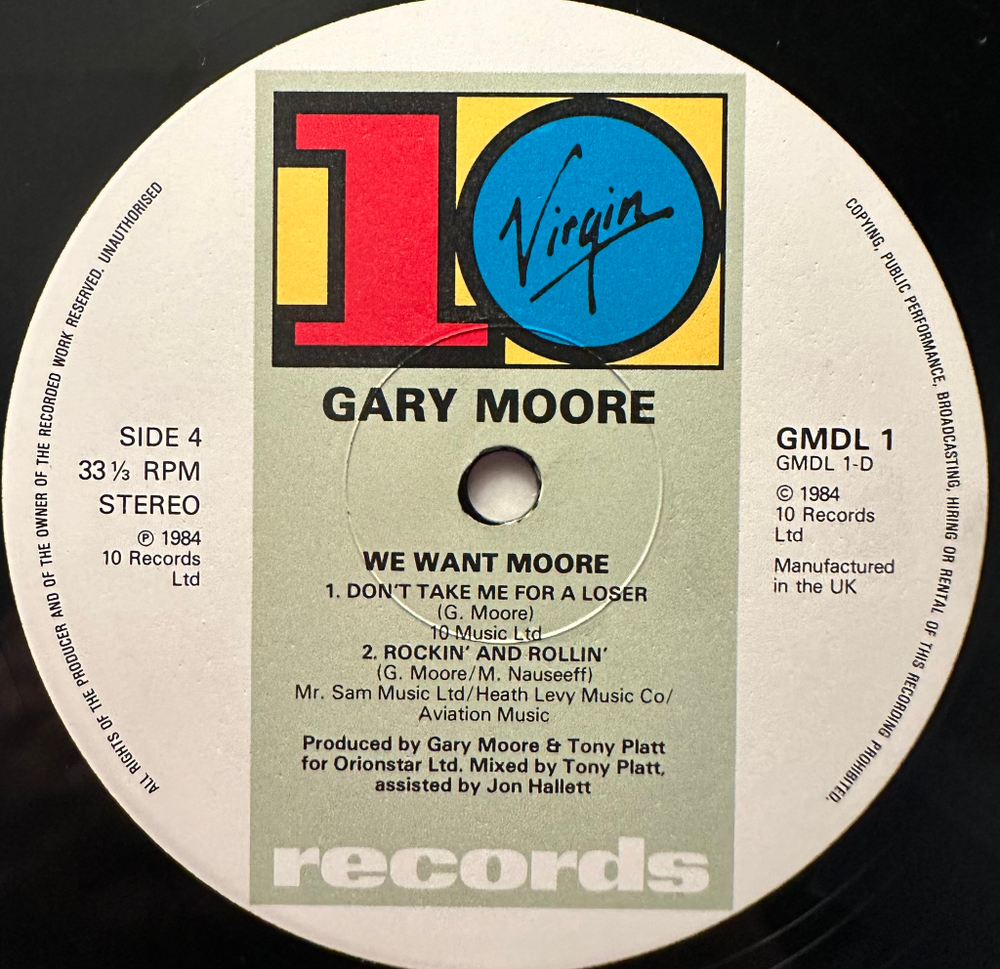 10
Virgin
GARY MOORE
SIDE 4
33⅓ RPM
STEREO
℗ 1984
10 Records
Ltd
GMDL 1
GMDL 1-D
© 1984
10 Records
Ltd
Manufactured
in the UK
WE WANT MOORE
1. DON'T TAKE ME FOR A LOSER
(G. Moore)
10 Music Ltd
2. ROCKIN' AND ROLLIN'
(G. Moore/M. Nauseeff)
Mr. Sam Music Ltd/Heath Levy Music Co/
Aviation Music
Produced by Gary Moore & Tony Platt
for Orionstar Ltd. Mixed by Tony Platt,
assisted by Jon Hallett
records
ALL RIGHTS OF THE PRODUCER AND OF THE OWNER OF THE RECORDED WORK RESERVED. UNAUTHORISED
COPYING, PUBLIC PERFORMANCE, BROADCASTING, HIRING OR RENTAL OF THIS RECORDING PROHIBITED.